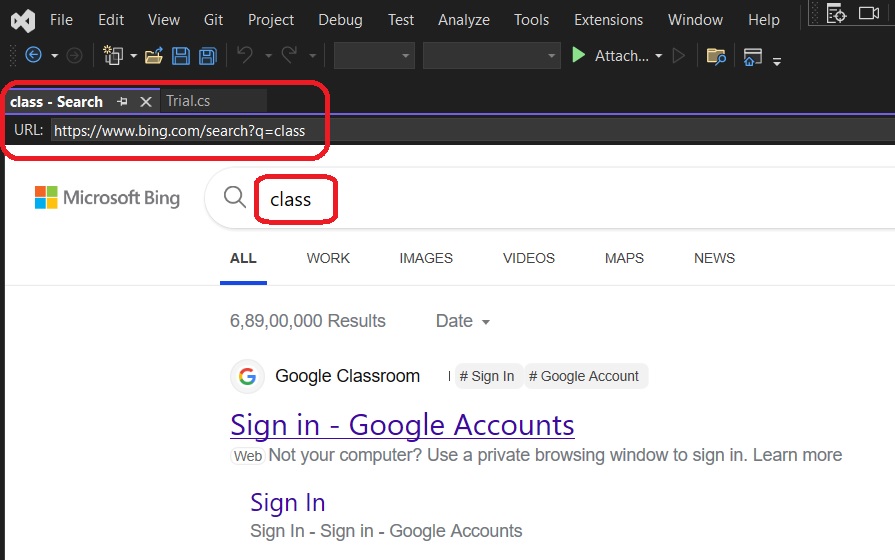 File Edit View Git Project Debug Test Analyze Tools Extensions Window Help
Attach...
class - Search Trial.cs
URL: https://www.bing.com/search?q=class
Microsoft Bing class
ALL WORK IMAGES VIDEOS MAPS NEWS
6,89,00,000 Results Date
G Google Classroom # Sign In # Google Account
Sign in - Google Accounts
Web Not your computer? Use a private browsing window to sign in. Learn more
Sign In
Sign In - Sign in - Google Accounts